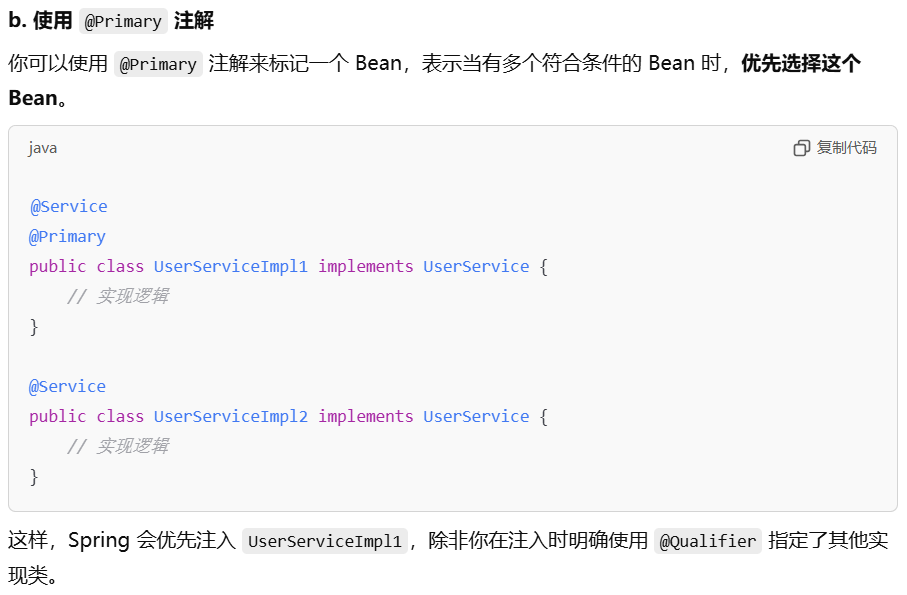 b. 使用 @Primary 注解
你可以使用 @Primary 注解来标记一个 Bean，表示当有多个符合条件的 Bean 时，优先选择这个
Bean。
java 复制代码
@Service
@Primary
public class UserServiceImpl1 implements UserService {
    // 实现逻辑
}
@Service
public class UserServiceImpl2 implements UserService {
    // 实现逻辑
}
这样，Spring 会优先注入 UserServiceImpl1，除非你在注入时明确使用 @Qualifier 指定了其他实
现类。